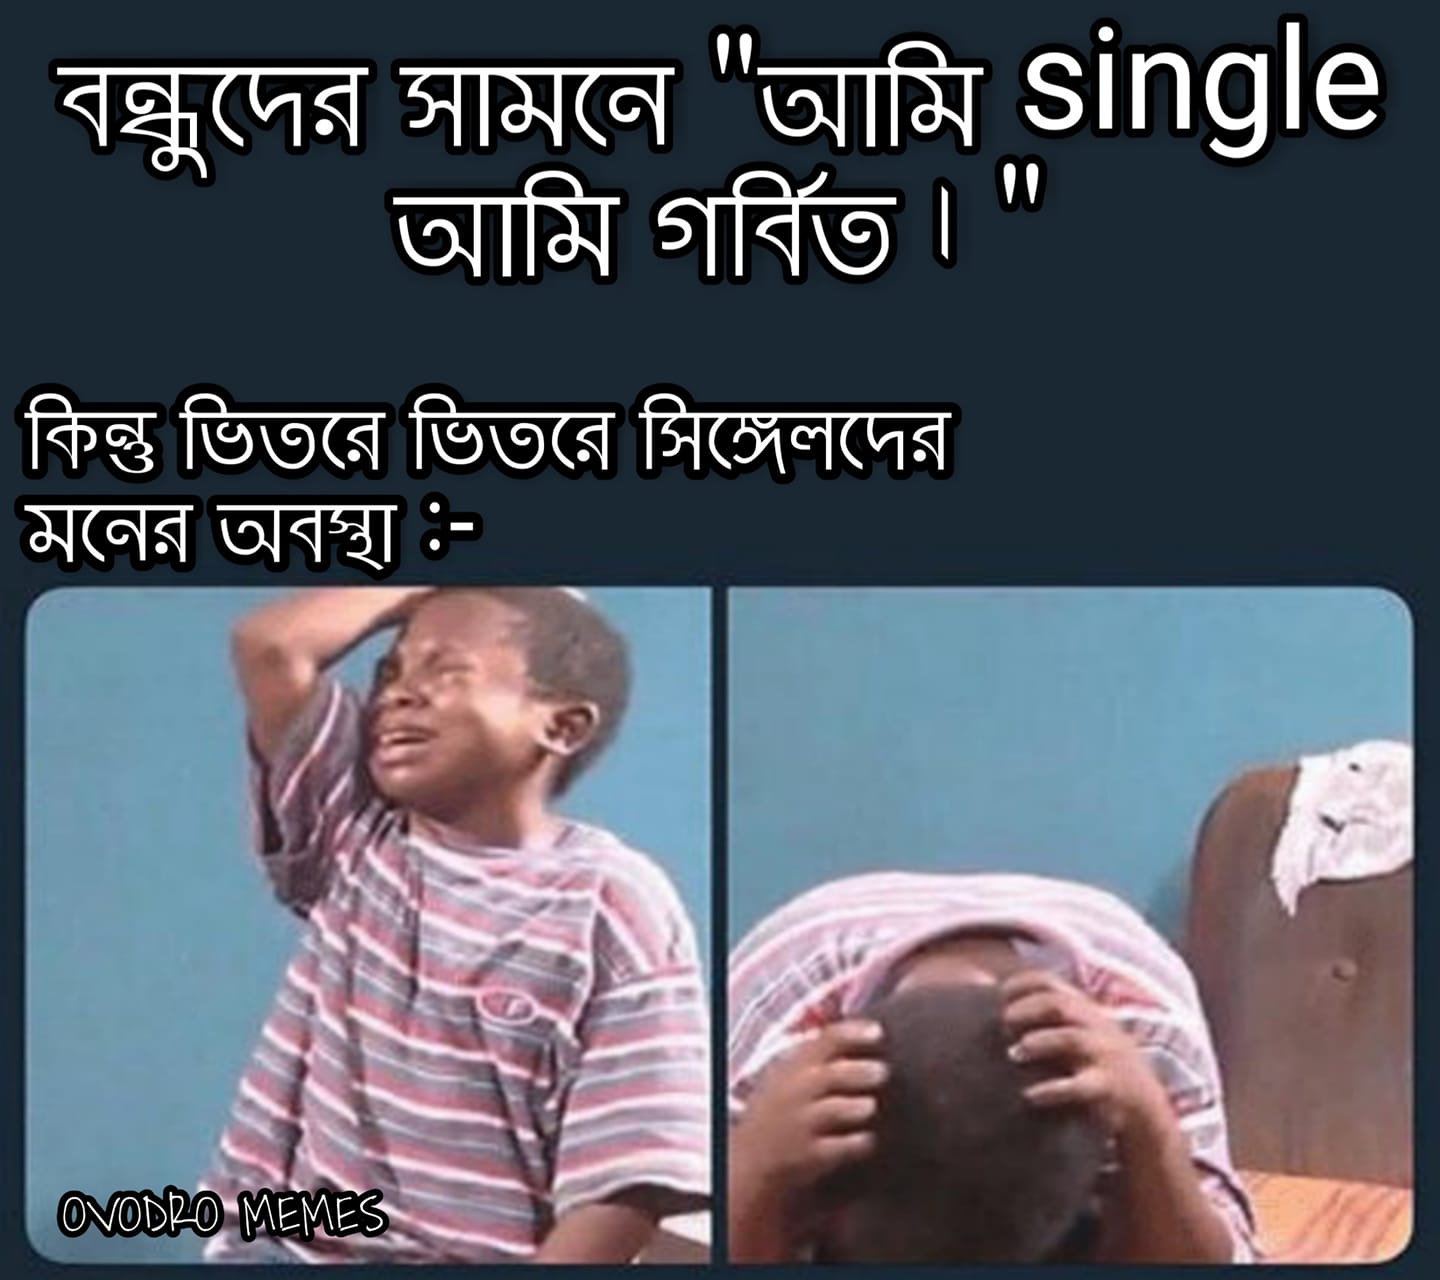 বন্ধুদের সামনে "আমি single
আমি গর্বিত। "
কিন্তু ভিতরে ভিতরে সিঙ্গেলদের
মনের অবস্থা :-
OVODRO MEMES